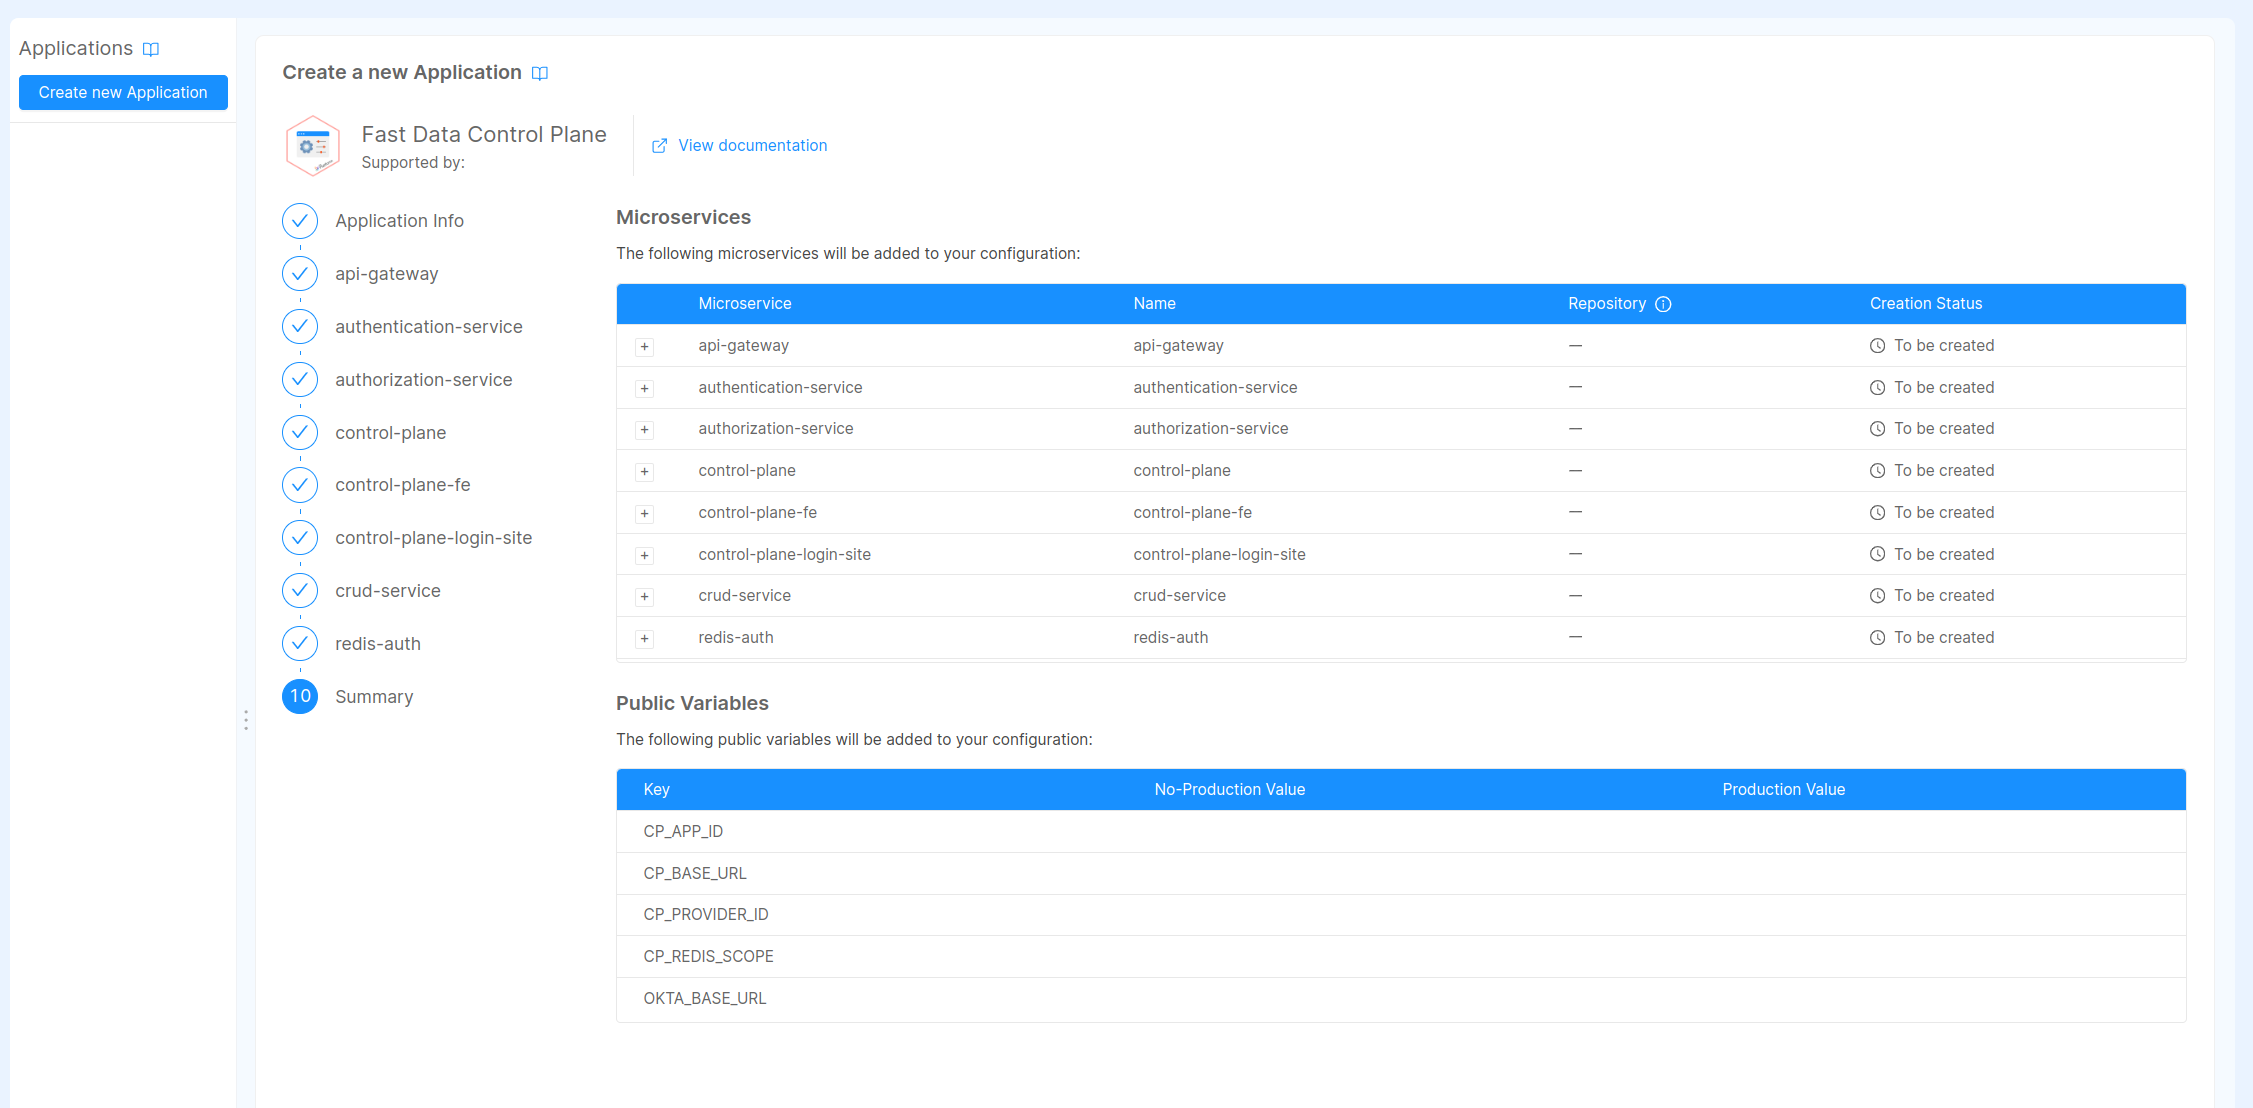 Applications
Create new Application
Create a new Application
Fast Data Control Plane
Supported by:
View documentation
Application Info
api-gateway
authentication-service
authorization-service
control-plane
control-plane-fe
control-plane-login-site
crud-service
redis-auth
10 Summary
Microservices
The following microservices will be added to your configuration:
Microservice Name Repository Creation Status
+ api-gateway api-gateway — To be created
+ authentication-service authentication-service — To be created
+ authorization-service authorization-service — To be created
+ control-plane control-plane — To be created
+ control-plane-fe control-plane-fe — To be created
+ control-plane-login-site control-plane-login-site — To be created
+ crud-service crud-service — To be created
+ redis-auth redis-auth — To be created
Public Variables
The following public variables will be added to your configuration:
Key No-Production Value Production Value
CP_APP_ID
CP_BASE_URL
CP_PROVIDER_ID
CP_REDIS_SCOPE
OKTA_BASE_URL